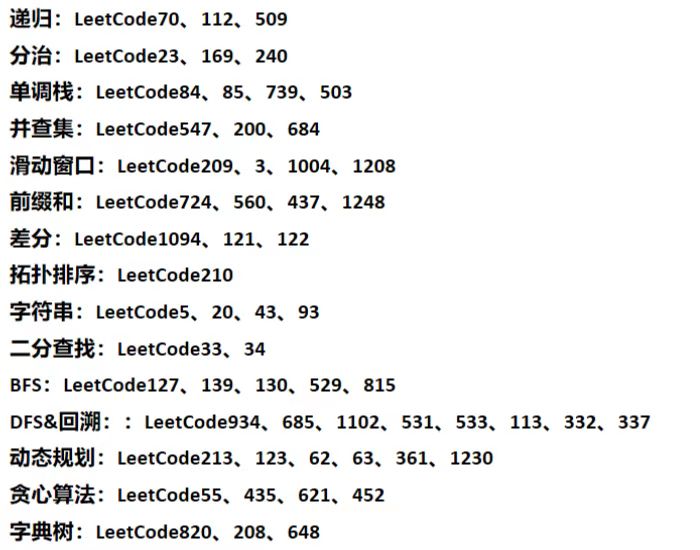 递归：LeetCode70、112、509
分治：LeetCode23、169、240
单调栈：LeetCode84、85、739、503
并查集：LeetCode547、200、684
滑动窗口：LeetCode209、3、1004、1208
前缀和：LeetCode724、560、437、1248
差分：LeetCode1094、121、122
拓扑排序：LeetCode210
字符串：LeetCode5、20、43、93
二分查找：LeetCode33、34
BFS：LeetCode127、139、130、529、815
DFS&回溯：：LeetCode934、685、1102、531、533、113、332、337
动态规划：LeetCode213、123、62、63、361、1230
贪心算法：LeetCode55、435、621、452
字典树：LeetCode820、208、648